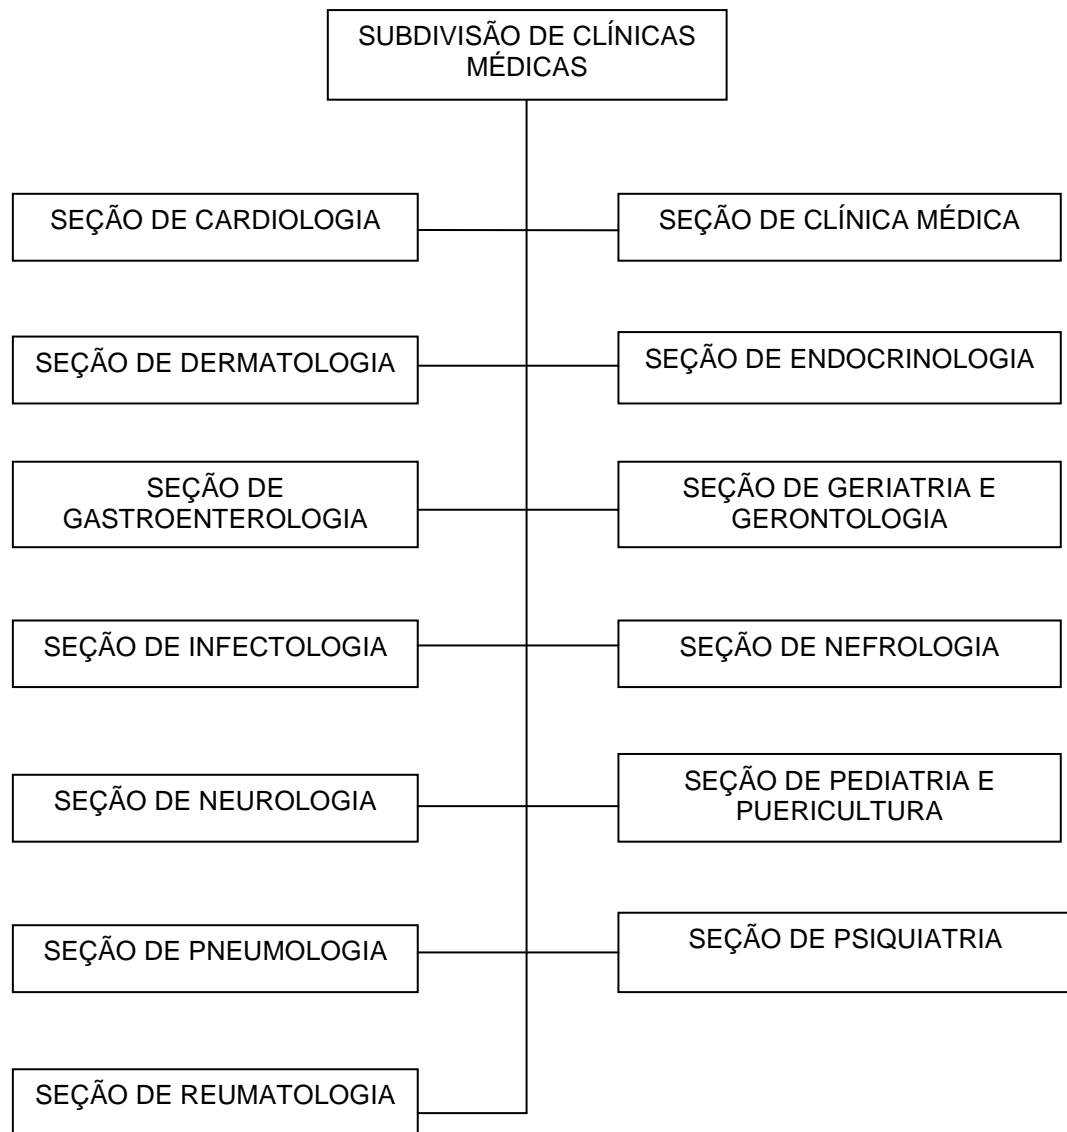 SUBDIVISÃO DE CLÍNICAS
MÉDICAS
SEÇÃO DE CARDIOLOGIA
SEÇÃO DE CLÍNICA MÉDICA
SEÇÃO DE DERMATOLOGIA
SEÇÃO DE ENDOCRINOLOGIA
SEÇÃO DE
GASTROENTEROLOGIA
SEÇÃO DE GERIATRIA E
GERONTOLOGIA
SEÇÃO DE INFECTOLOGIA
SEÇÃO DE NEFROLOGIA
SEÇÃO DE NEUROLOGIA
SEÇÃO DE PEDIATRIA E
PUERICULTURA
SEÇÃO DE PNEUMOLOGIA
SEÇÃO DE PSIQUIATRIA
SEÇÃO DE REUMATOLOGIA